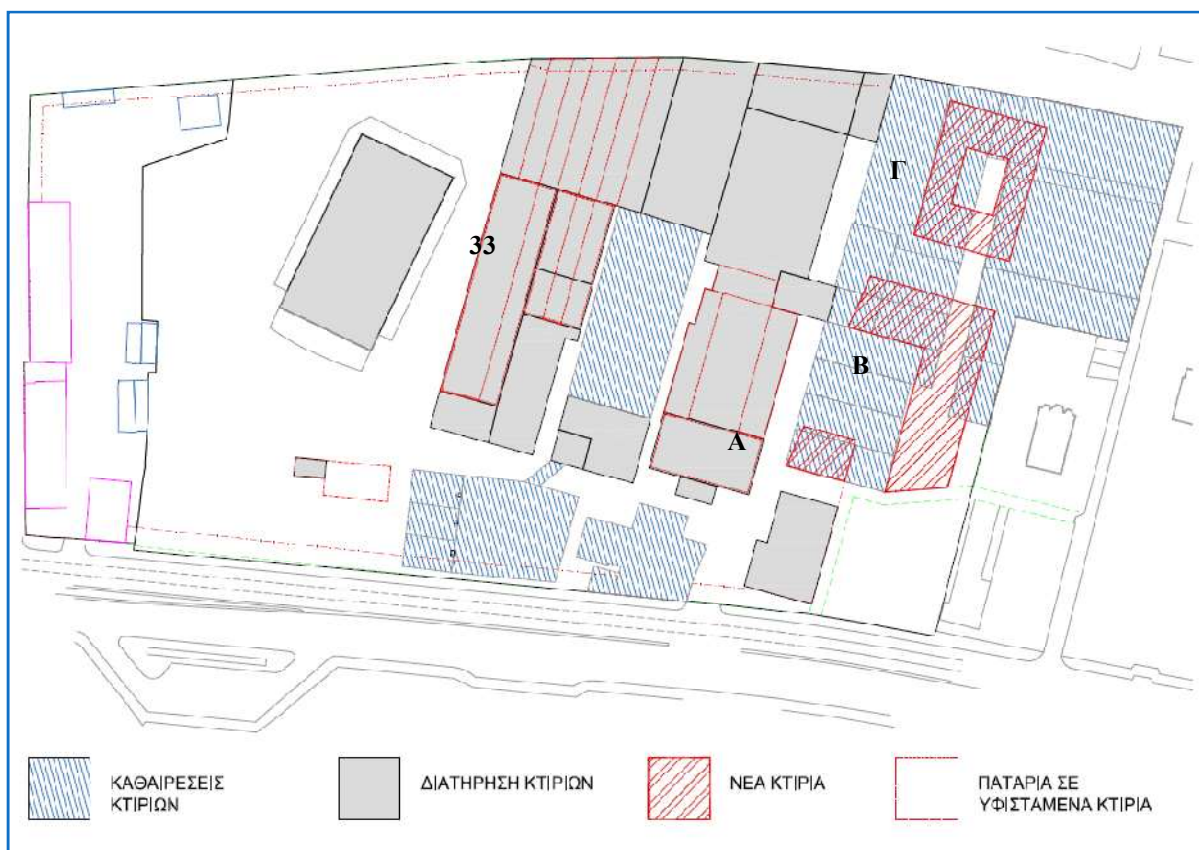 Γ
33
Β
Α
ΚΑΘΑΙΡΕΣΕΙΣ
ΚΤΙΡΙΩΝ
ΔΙΑΤΗΡΗΣΗ ΚΤΙΡΙΩΝ
ΝΕΑ ΚΤΙΡΙΑ
ΠΑΤΑΡΙΑ ΣΕ
ΥΦΙΣΤΑΜΕΝΑ ΚΤΙΡΙΑ